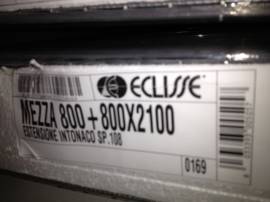 ECLISSE
MEZZA 800 + 800X2100
ESTENSIONE INTONACO SP.108
0169